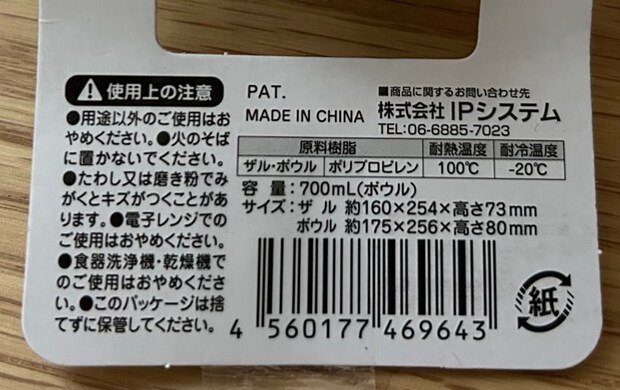 ⚠使用上の注意
●用途以外のご使用はお
やめください。●火のそば
に置かないでください。
●たわし又は磨き粉でみ
がくとキズがつくことがあ
ります。●電子レンジでの
ご使用はおやめください。
●食器洗浄機・乾燥機で
のご使用はおやめくださ
い。●このパッケージは捨
てずに保管してください。
PAT.
MADE IN CHINA
■商品に関するお問い合わせ先
株式会社 IPシステム
TEL:06-6885-7023
原料樹脂 耐熱温度 耐冷温度
ザル・ボウル ポリプロピレン 100℃ -20℃
容 量:700mL(ボウル)
サイズ:ザ ル 約160×254×高さ73mm
ボウル 約175×256×高さ80mm
4 560177 469643
紙